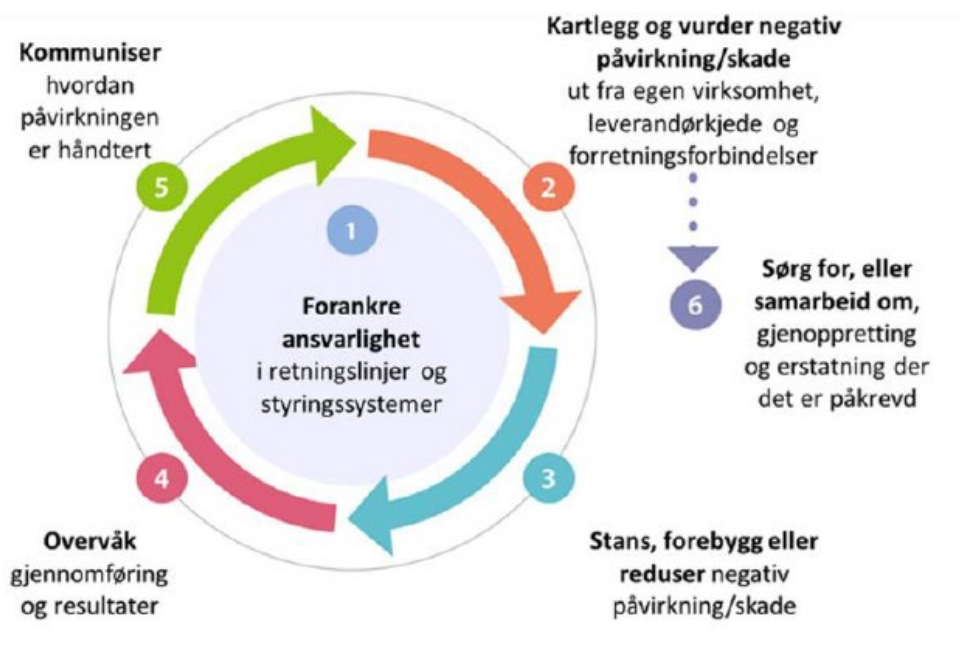 1
Forankre
ansvarlighet
i retningslinjer og
styringssystemer
Kartlegg og vurder negativ
påvirkning/skade
ut fra egen virksomhet,
leverandørkjede og
forretningsforbindelser
2
3
Stans, forebygg eller
reduser negativ
påvirkning/skade
4
Overvåk
gjennomføring
og resultater
5
Kommuniser
hvordan
påvirkningen
er håndtert
6
Sørg for, eller
samarbeid om,
gjenoppretting
og erstatning der
det er påkrevd